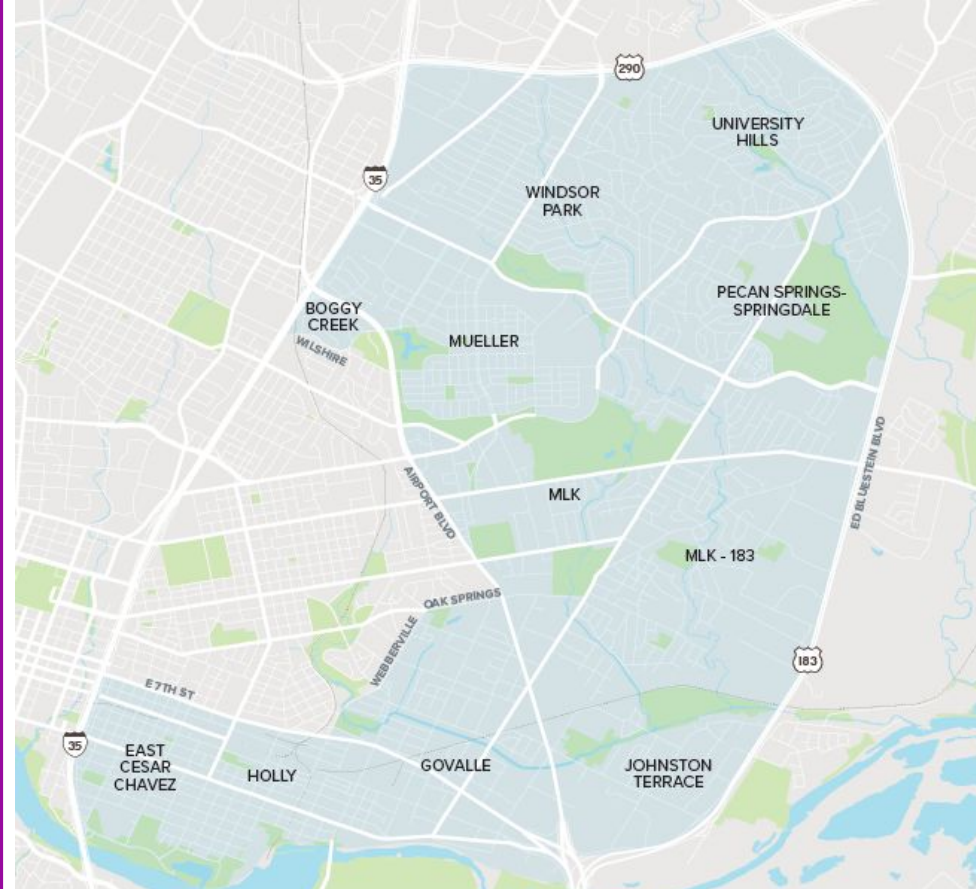 290
UNIVERSITY
HILLS
35
WINDSOR
PARK
PECAN SPRINGS-
SPRINGDALE
BOGGY
CREEK
MUELLER
WILSHIRE
ED BLUESTEIN BLVD
AIRPORT BLVD
MLK
MLK - 183
OAK SPRINGS
WEBBERVILLE
183
E 7TH ST
35
EAST
CESAR
CHAVEZ
HOLLY
GOVALLE
JOHNSTON
TERRACE